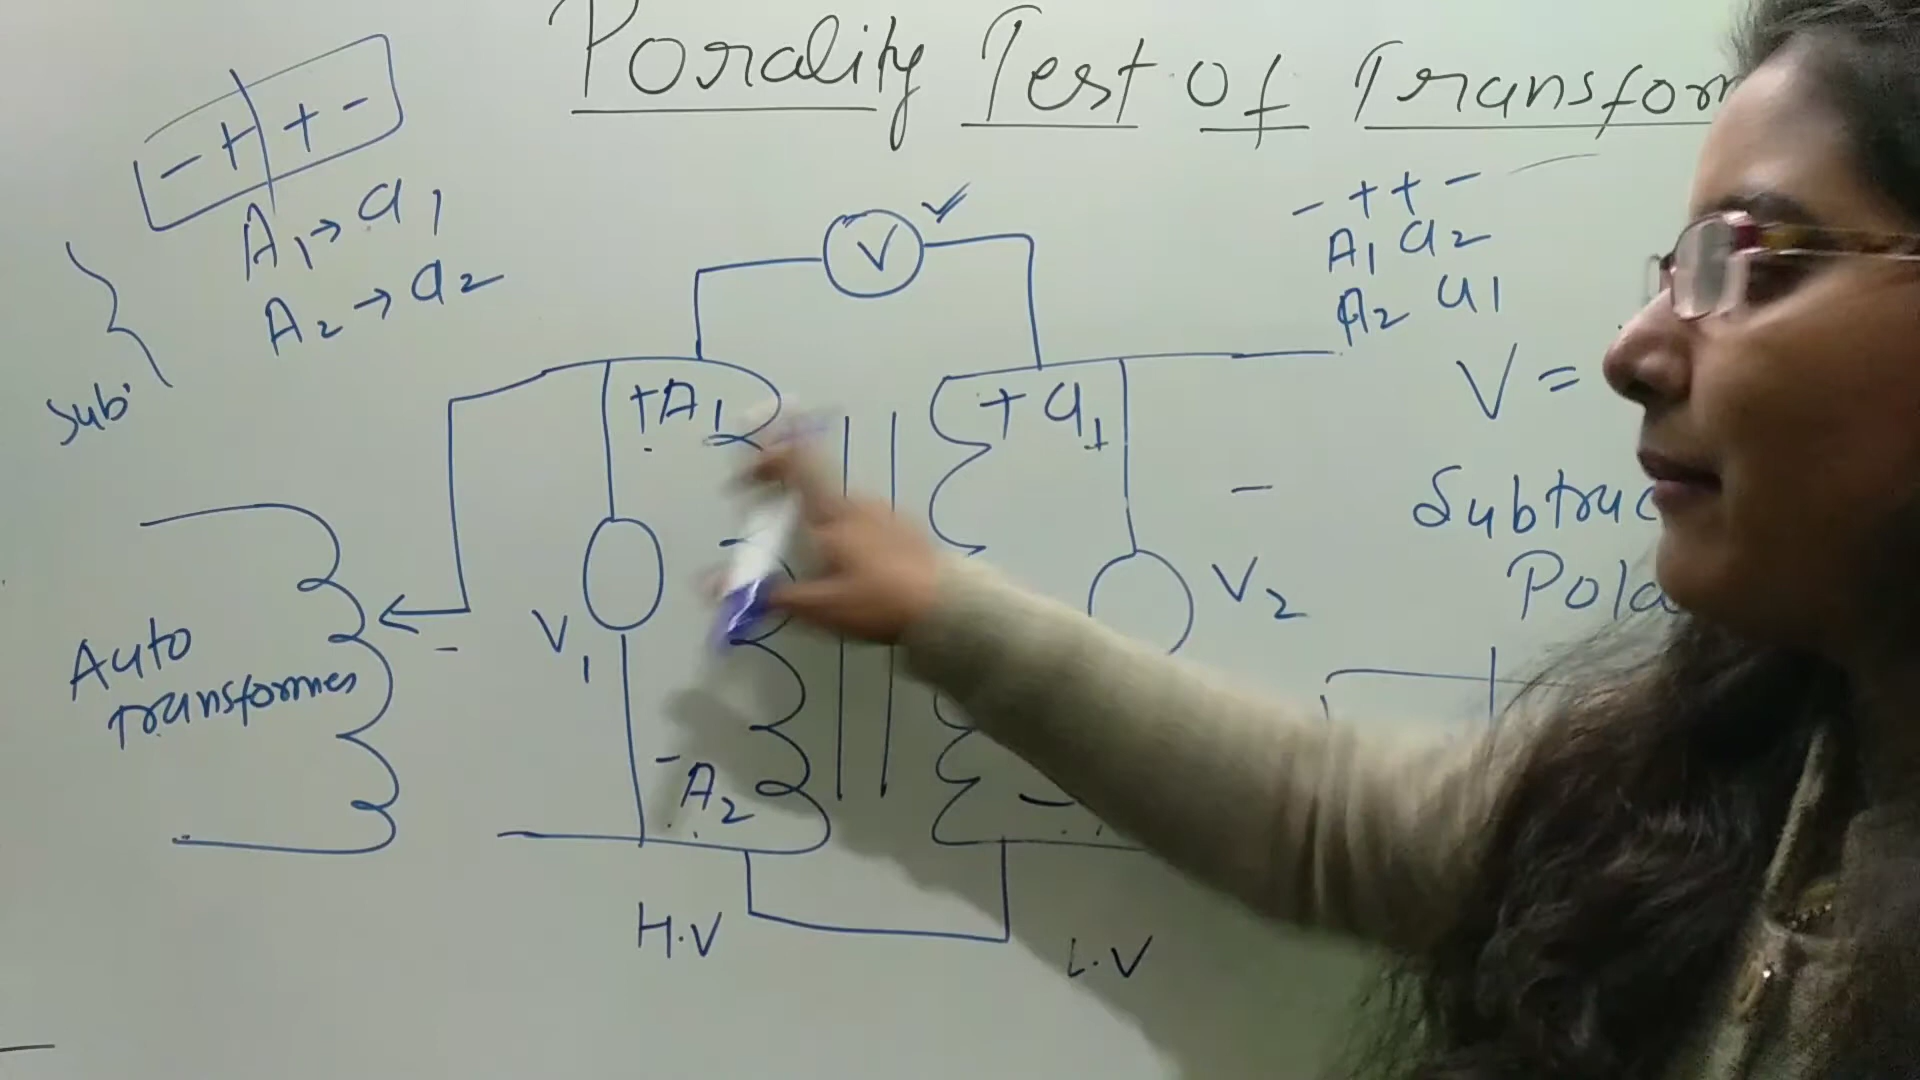 Porality Test of Transform
- + + -
A1 → a1
A2 → a2
Sub'
V
- + + -
A1 a2
A2 a1
V =
+A1
+ a1
Subtrac
Pola
-
V2
V1
-
Auto
transformer
- A2
-
H.V
L.V